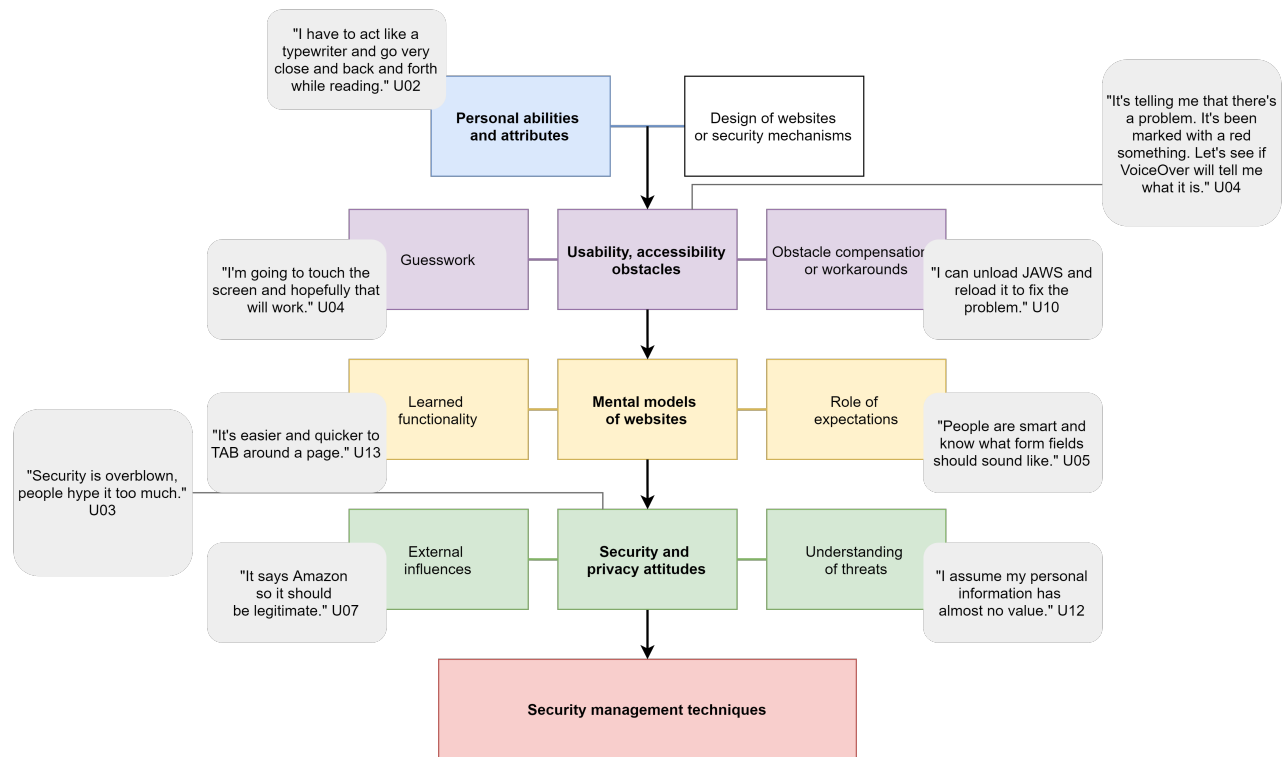 "I have to act like a
typewriter and go very
close and back and forth
while reading." U02
Personal abilities
and attributes
Design of websites
or security mechanisms
"It's telling me that there's
a problem. It's been
marked with a red
something. Let's see if
VoiceOver will tell me
what it is." U04
"I'm going to touch the
screen and hopefully that
will work." U04
Guesswork
Usability, accessibility
obstacles
Obstacle compensation
or workarounds
"I can unload JAWS and
reload it to fix the
problem." U10
"Security is overblown,
people hype it too much."
U03
"It's easier and quicker to
TAB around a page." U13
Learned
functionality
Mental models
of websites
Role of
expectations
"People are smart and
know what form fields
should sound like." U05
"It says Amazon
so it should
be legitimate." U07
External
influences
Security and
privacy attitudes
Understanding
of threats
"I assume my personal
information has
almost no value." U12
Security management techniques